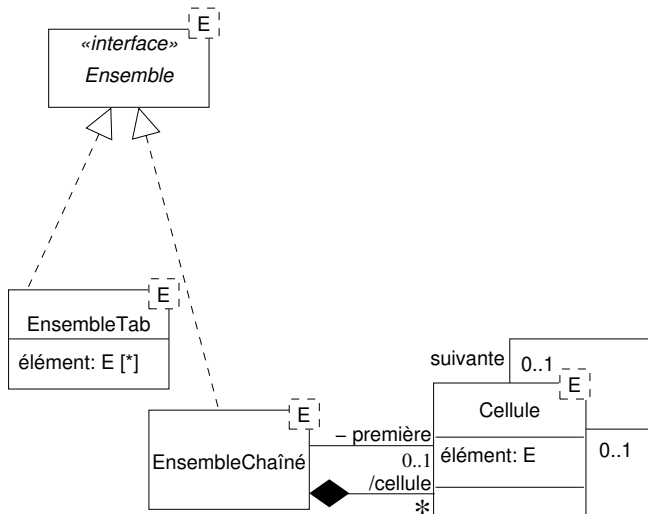 E
«interface»
Ensemble
E
EnsembleTab
élément: E [*]
suivante
0..1
E
Cellule
E
EnsembleChaîné
– première
0..1
élément: E
0..1
/cellule
*